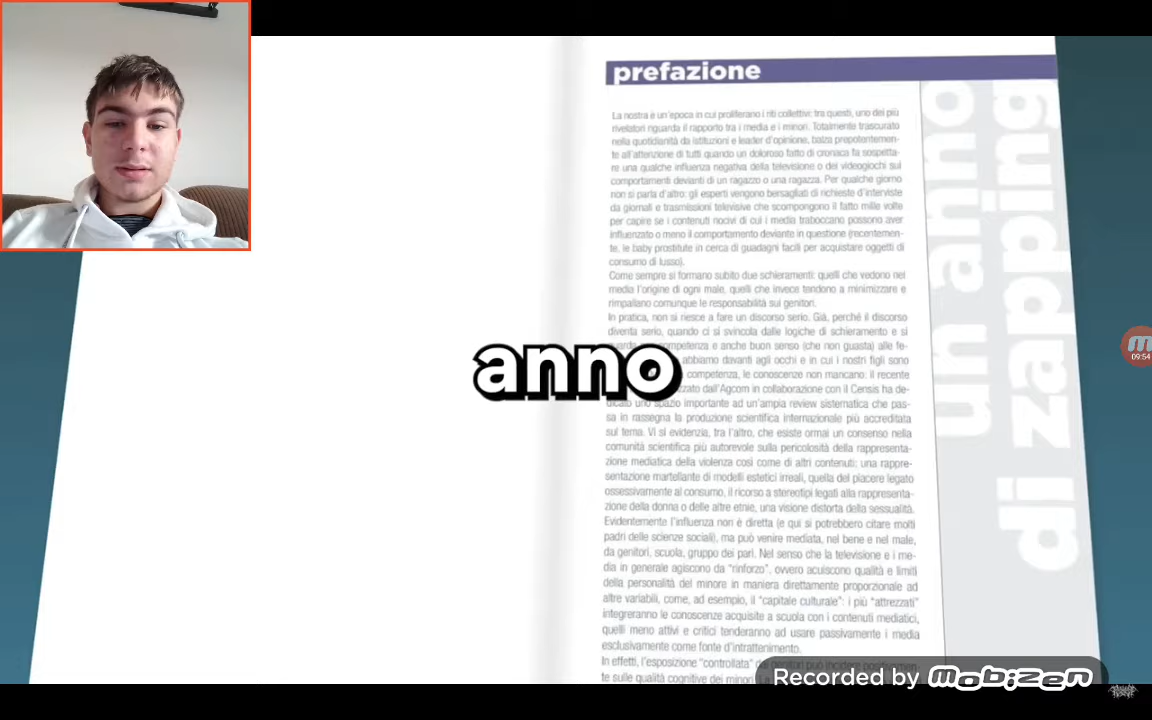 prefazione
La nostra è un'epoca in cui proliferano i riti collettivi: tra questi, uno dei più
rivelatori riguarda il rapporto tra i media e i minori. Totalmente trascurato
nella quotidianità da istituzioni e leader d'opinione, balza prepotentemen-
te all'attenzione di tutti quando un doloroso fatto di cronaca fa sospetta-
re una qualche influenza negativa della televisione o dei videogiochi sui
comportamenti devianti di un ragazzo o una ragazza. Per qualche giorno
non si parla d'altro: gli esperti vengono bersagliati di richieste d'interviste
da giornali e trasmissioni televisive che scompongono il fatto mille volte
per capire se i contenuti nocivi di cui i media traboccano possono aver
influenzato o meno il comportamento deviante in questione (recentemen-
te, le baby prostitute in cerca di guadagni facili per acquistare oggetti di
consumo di lusso).
Come sempre si formano subito due schieramenti: quelli che vedono nei
media l'origine di ogni male, quelli che invece tendono a minimizzare e
rimpallano comunque le responsabilità sui genitori.
In pratica, non si riesce a fare un discorso serio. Già, perché il discorso
diventa serio, quando ci si svincola dalle logiche di schieramento e si
competenza e anche buon senso (che non guasta) alle fe-
abbiamo davanti agli occhi e in cui i nostri figli sono
competenza, le conoscenze non mancano: il recente
dall'Agcom in collaborazione con il Censis ha de-
dicato uno spazio importante ad un'ampia review sistematica che pas-
sa in rassegna la produzione scientifica internazionale più accreditata
sul tema. Vi si evidenzia, tra l'altro, che esiste ormai un consenso nella
comunità scientifica più autorevole sulla pericolosità della rappresenta-
zione mediatica della violenza così come di altri contenuti: una rappre-
sentazione martellante di modelli estetici irreali, quella del piacere legato
ossessivamente al consumo, il ricorso a stereotipi legati alla rappresenta-
zione della donna o delle altre etnie, una visione distorta della sessualità.
Evidentemente l'influenza non è diretta (e qui si potrebbero citare molti
padri delle scienze sociali), ma può venire mediata, nel bene e nel male,
da genitori, scuola, gruppo dei pari. Nel senso che la televisione e i me-
dia in generale agiscono da "rinforzo", ovvero acuiscono qualità e limiti
della personalità del minore in maniera direttamente proporzionale ad
altre variabili, come, ad esempio, il "capitale culturale": i più "attrezzati"
integreranno le conoscenze acquisite a scuola con i contenuti mediatici,
quelli meno attivi e critici tenderanno ad usare passivamente i media
esclusivamente come fonte d'intrattenimento.
In effetti, l'esposizione "controllata" dai genitori può incidere positivamen-
te sulle qualità cognitive dei minori.
un anno
di zapping
anno
09:54
Recorded by mobizen